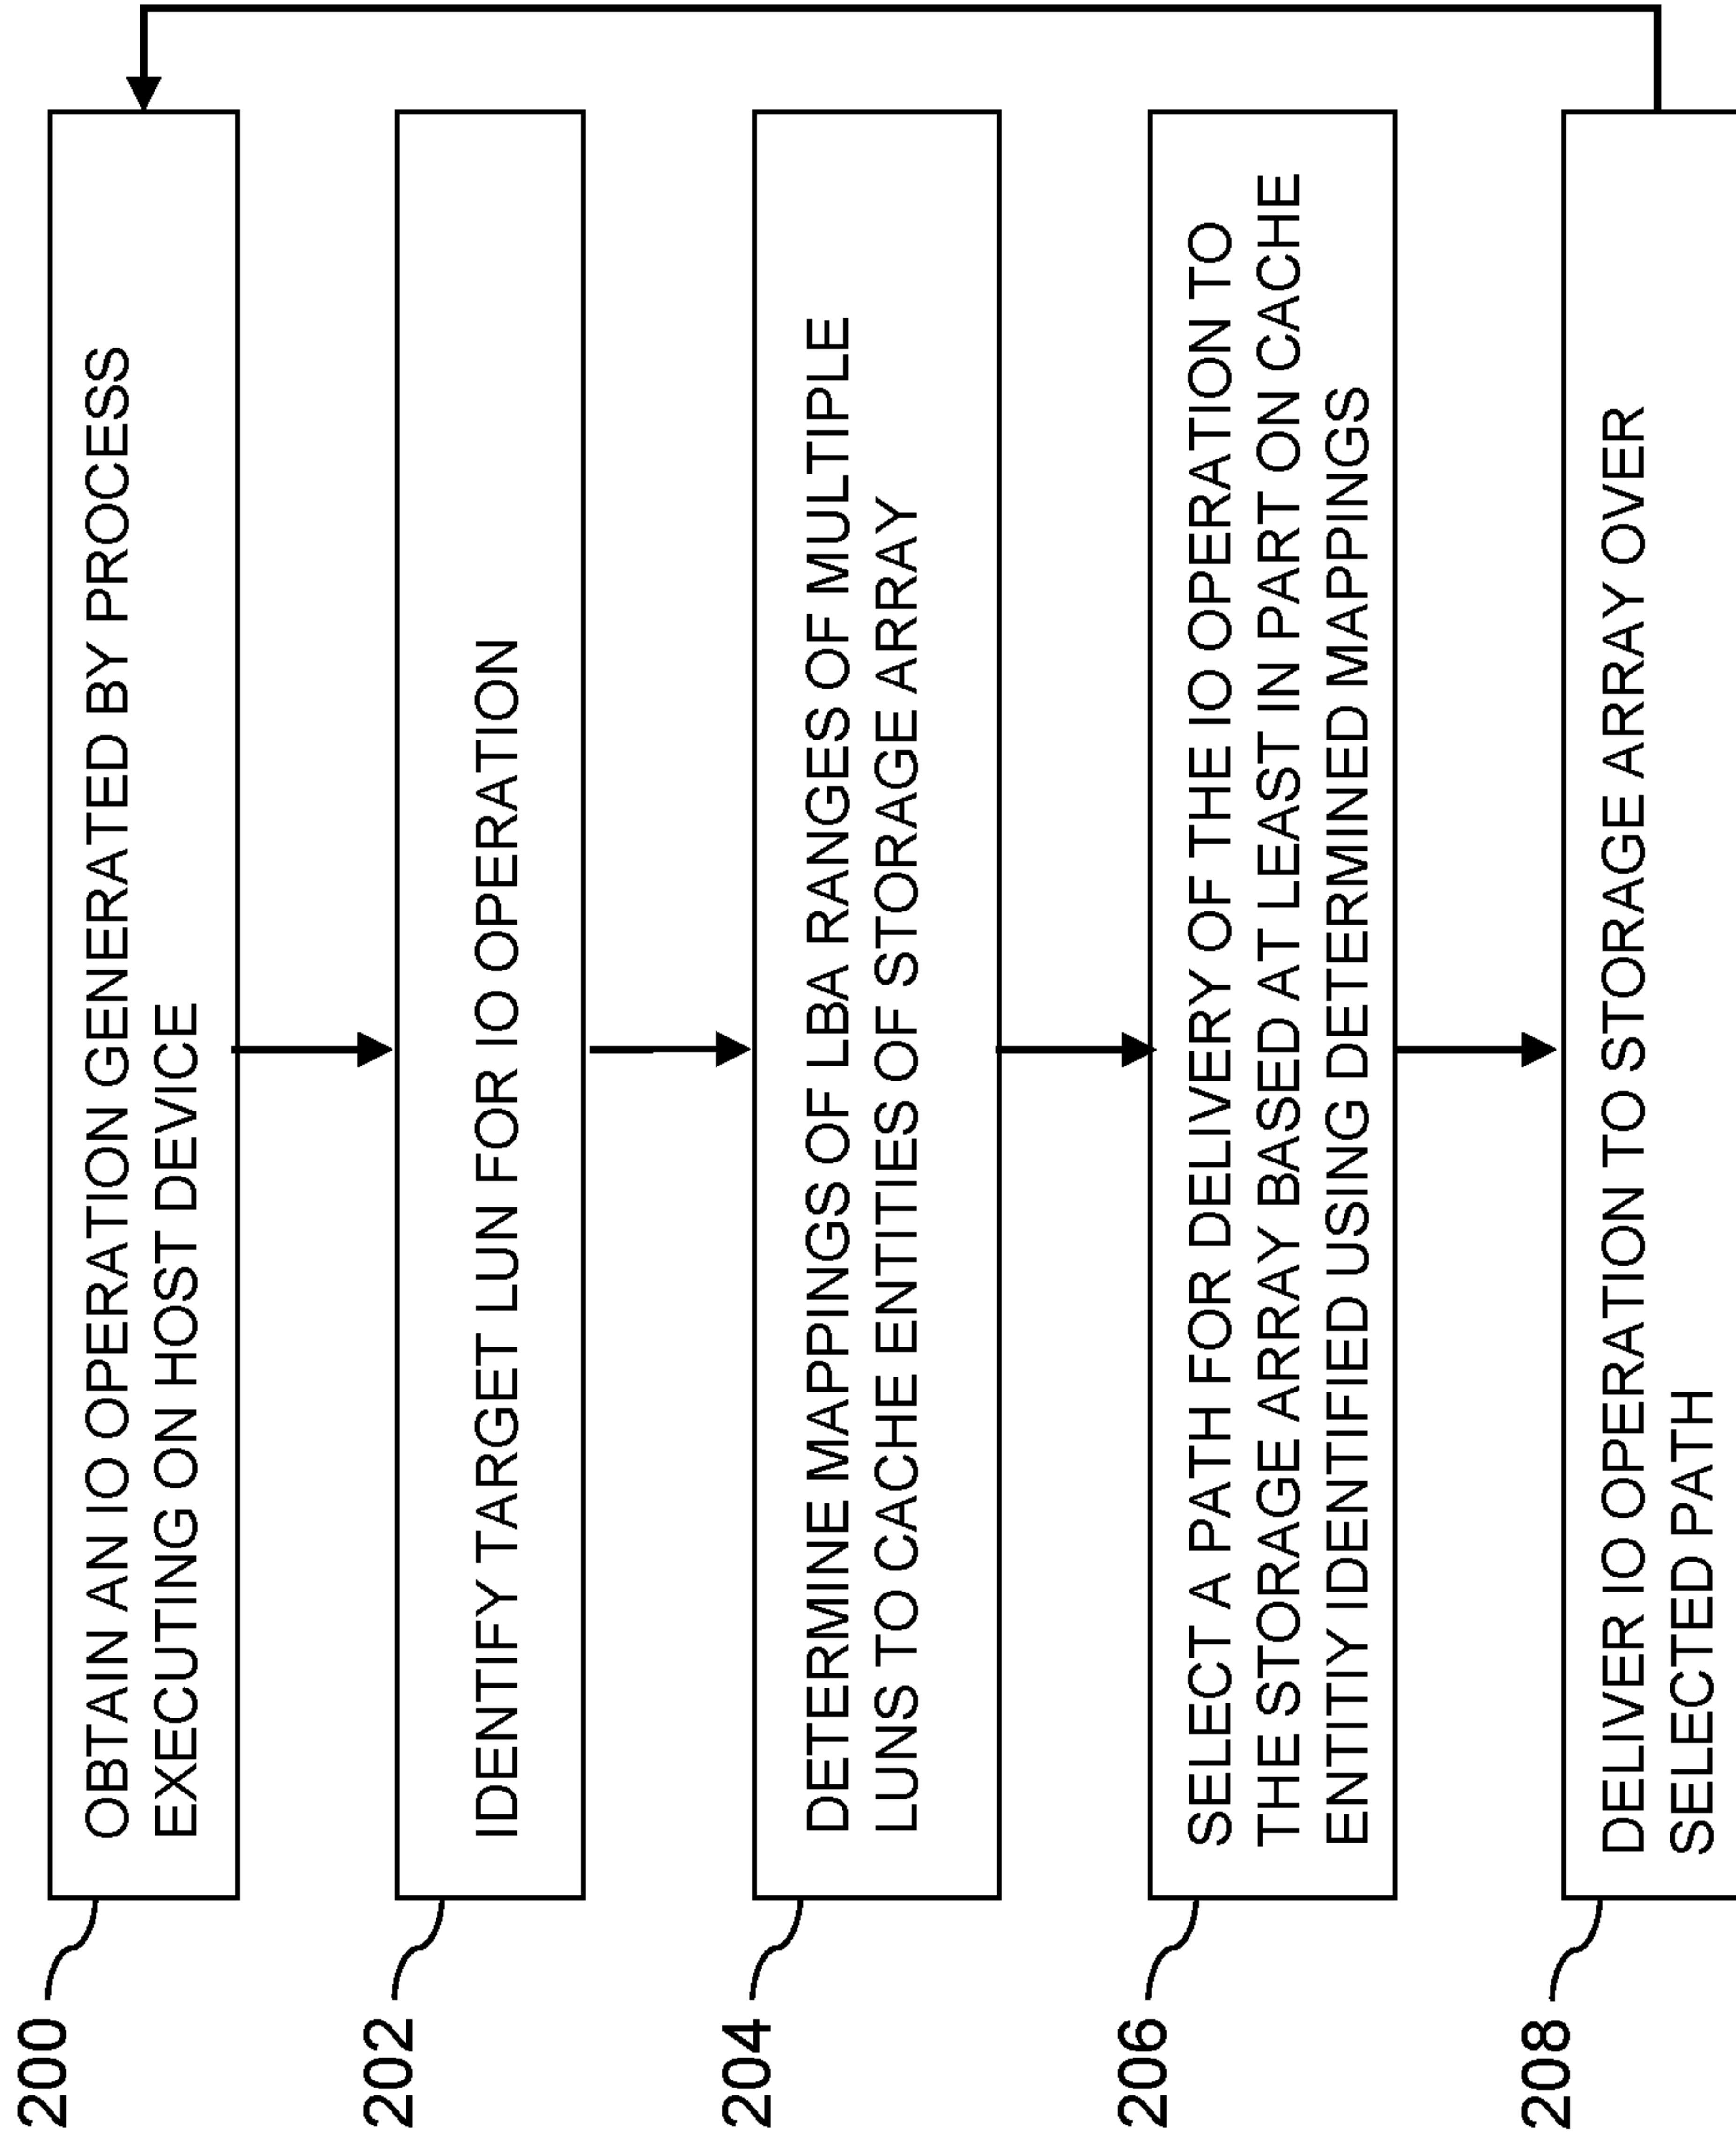 200
OBTAIN AN IO OPERATION GENERATED BY PROCESS
EXECUTING ON HOST DEVICE
202
IDENTIFY TARGET LUN FOR IO OPERATION
204
DETERMINE MAPPINGS OF LBA RANGES OF MULTIPLE
LUNS TO CACHE ENTITIES OF STORAGE ARRAY
206
SELECT A PATH FOR DELIVERY OF THE IO OPERATION TO
THE STORAGE ARRAY BASED AT LEAST IN PART ON CACHE
ENTITIY IDENTIFIED USING DETERMINED MAPPINGS
208
DELIVER IO OPERATION TO STORAGE ARRAY OVER
SELECTED PATH